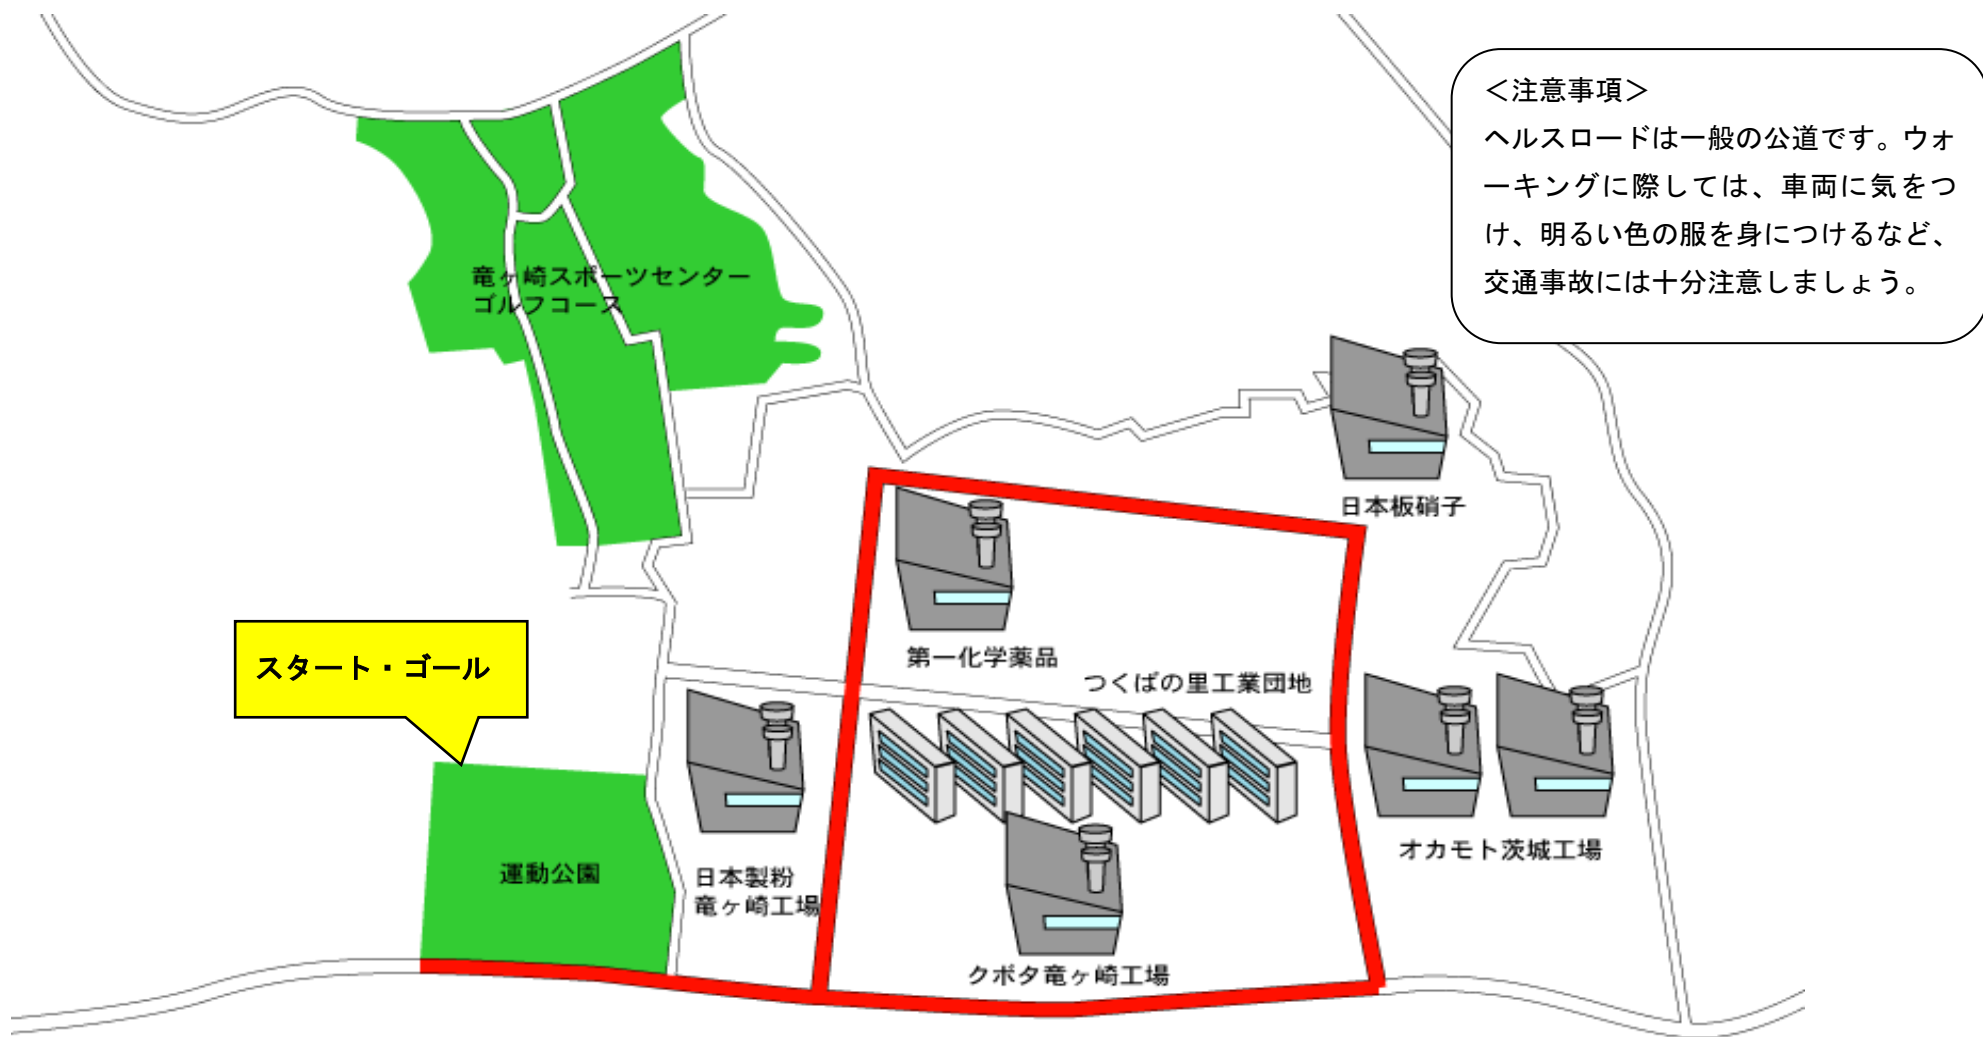 ＜注意事項＞
ヘルスロードは一般の公道です。ウォ
ーキングに際しては、車両に気をつ
け、明るい色の服を身につけるなど、
交通事故には十分注意しましょう。
竜ヶ崎スポーツセンター
ゴルフコース
日本板硝子
スタート・ゴール
第一化学薬品
つくばの里工業団地
オカモト茨城工場
運動公園
日本製粉
竜ヶ崎工場
クボタ竜ヶ崎工場